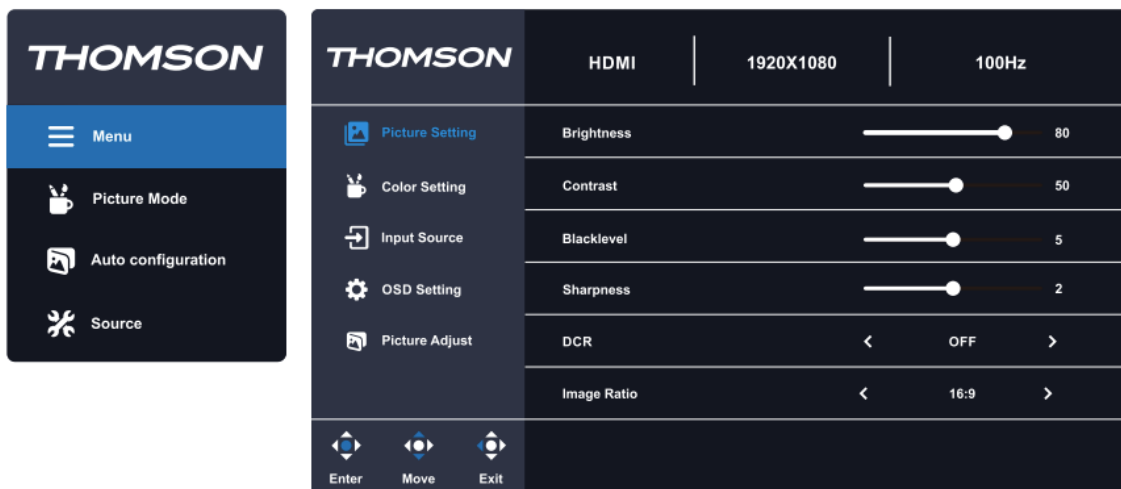 THOMSON
Menu
Picture Mode
Auto configuration
Source
THOMSON
HDMI 1920X1080 100Hz
Picture Setting
Color Setting
Input Source
OSD Setting
Picture Adjust
Brightness 80
Contrast 50
Blacklevel 5
Sharpness 2
DCR OFF
Image Ratio 16:9
Enter Move Exit